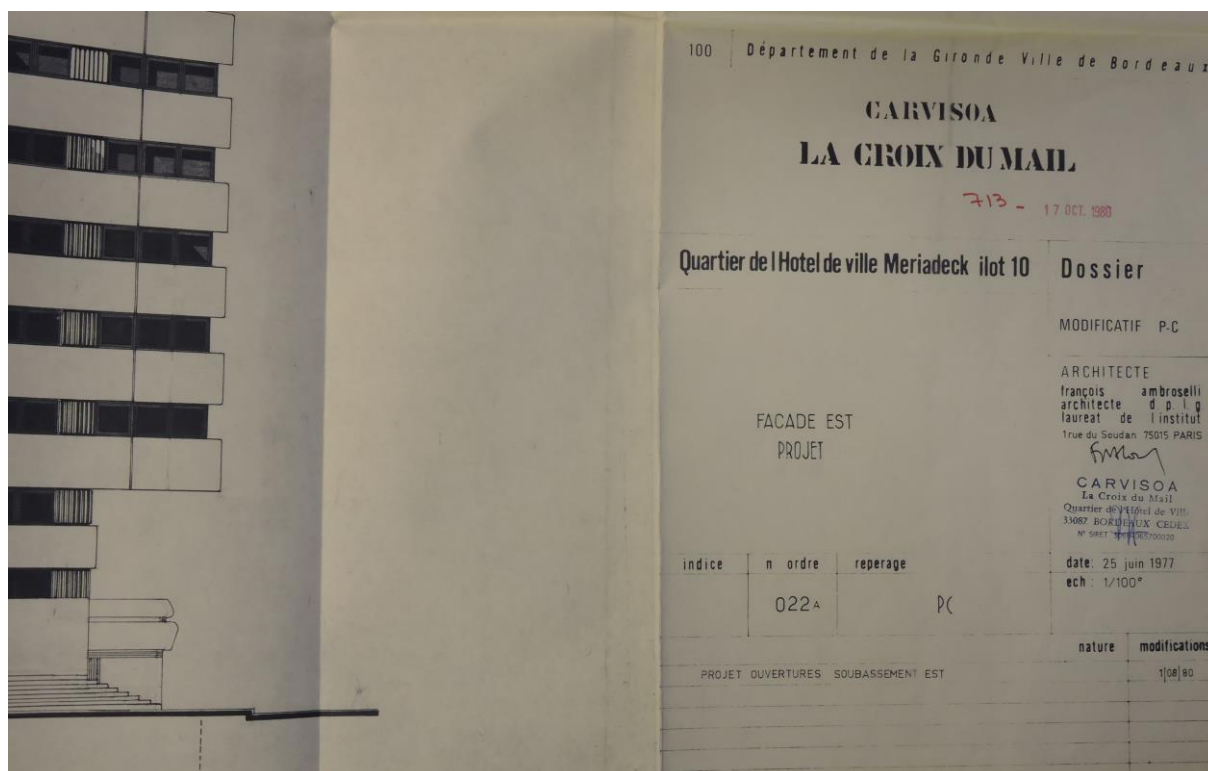 100 Département de la Gironde Ville de Bordeaux
CARVISOA
LA CROIX DU MAIL
713 - 17 OCT. 1980
Quartier de l Hotel de ville Meriadeck ilot 10
Dossier
MODIFICATIF P-C
ARCHITECTE
françois ambroselli
architecte d.p.l.g
laureat de l institut
1 rue du Soudan 75015 PARIS
FACADE EST
PROJET
CARVISOA
La Croix du Mail
Quartier de l'Hôtel de Ville
33087 BORDEAUX CEDEX
N° SIRET
date: 25 juin 1977
ech : 1/100°
indice n ordre reperage
022A PC
nature modifications
PROJET OUVERTURES SOUBASSEMENT EST 1|08|80